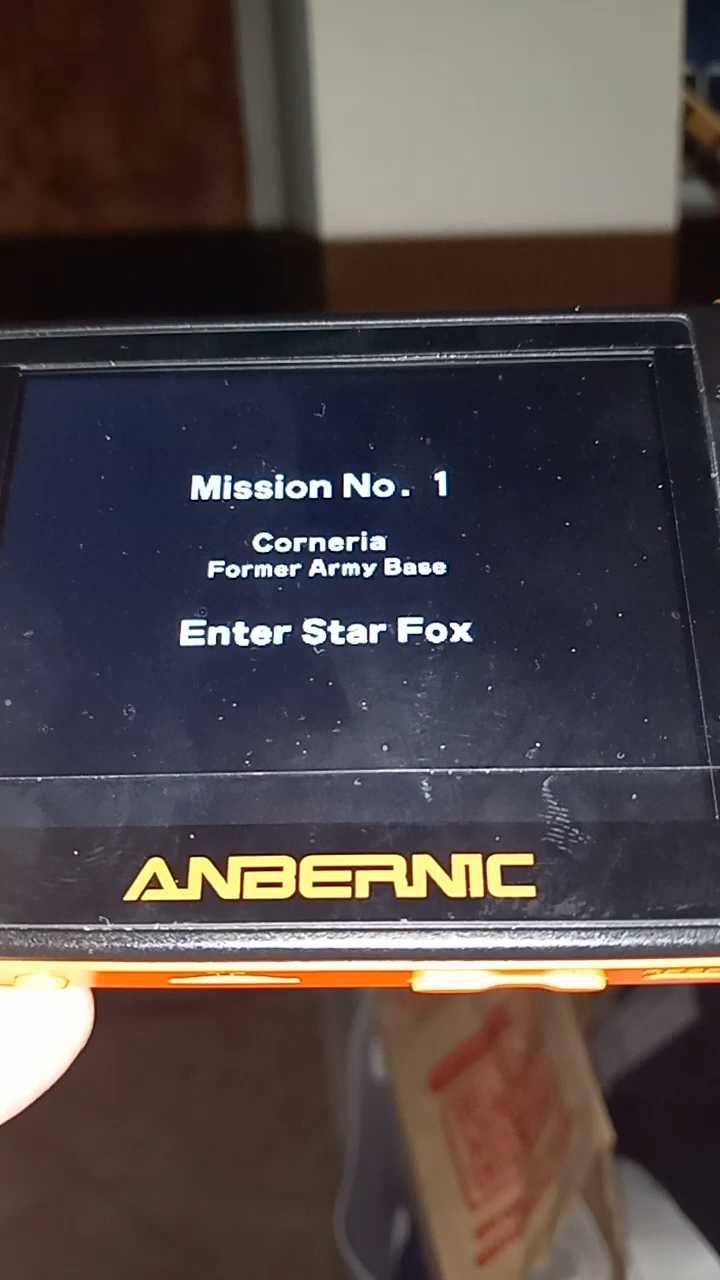 Mission No. 1
Corneria
Former Army Base
Enter Star Fox
ANBERNIC